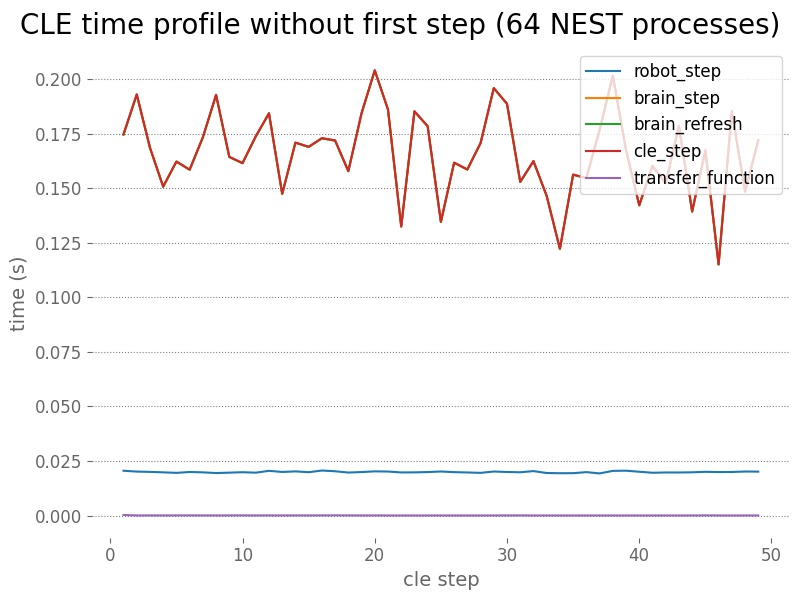 CLE time profile without first step (64 NEST processes)
robot_step
brain_step
brain_refresh
cle_step
transfer_function
0.200
0.175
0.150
0.125
0.100
0.075
0.050
0.025
0.000
time (s)
0 10 20 30 40 50
cle step